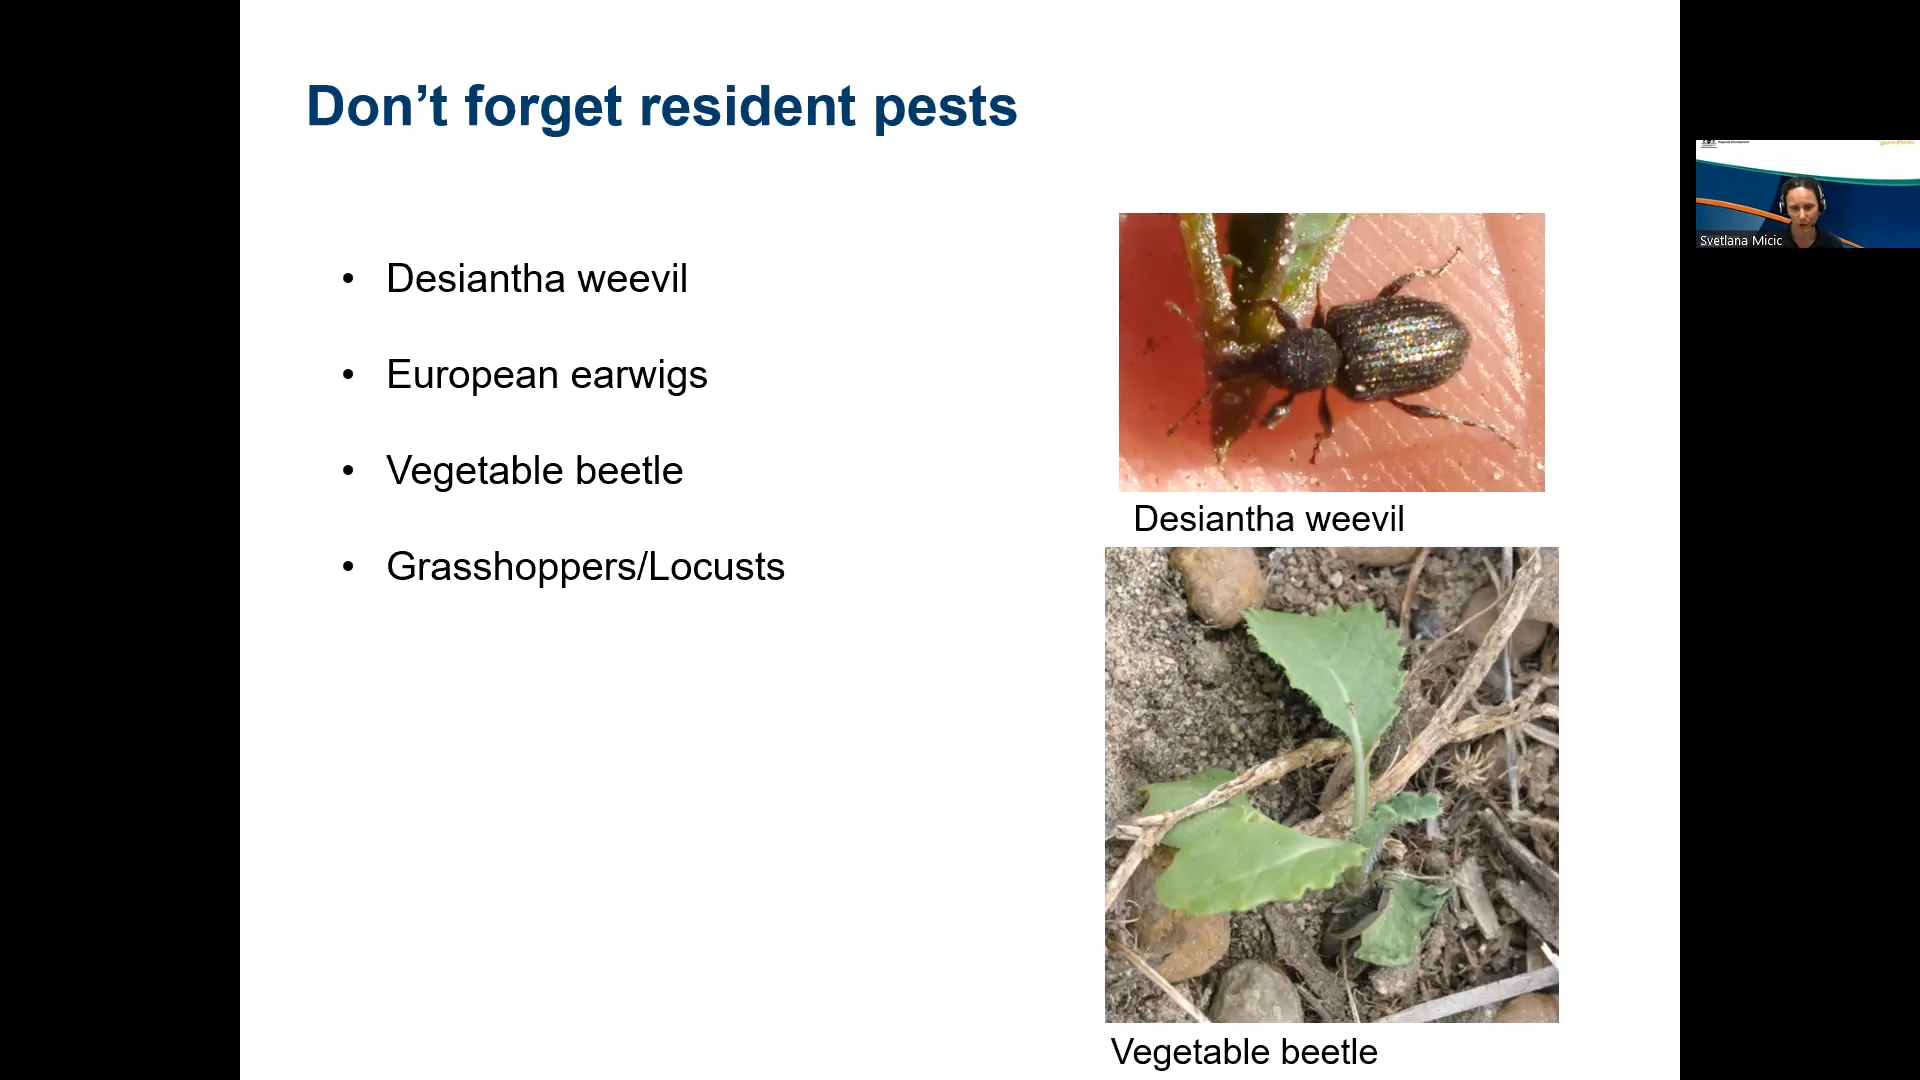 Don’t forget resident pests
• Desiantha weevil
• European earwigs
• Vegetable beetle
• Grasshoppers/Locusts
Desiantha weevil
Vegetable beetle
Svetlana Micic